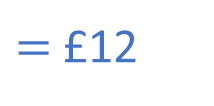 = £12